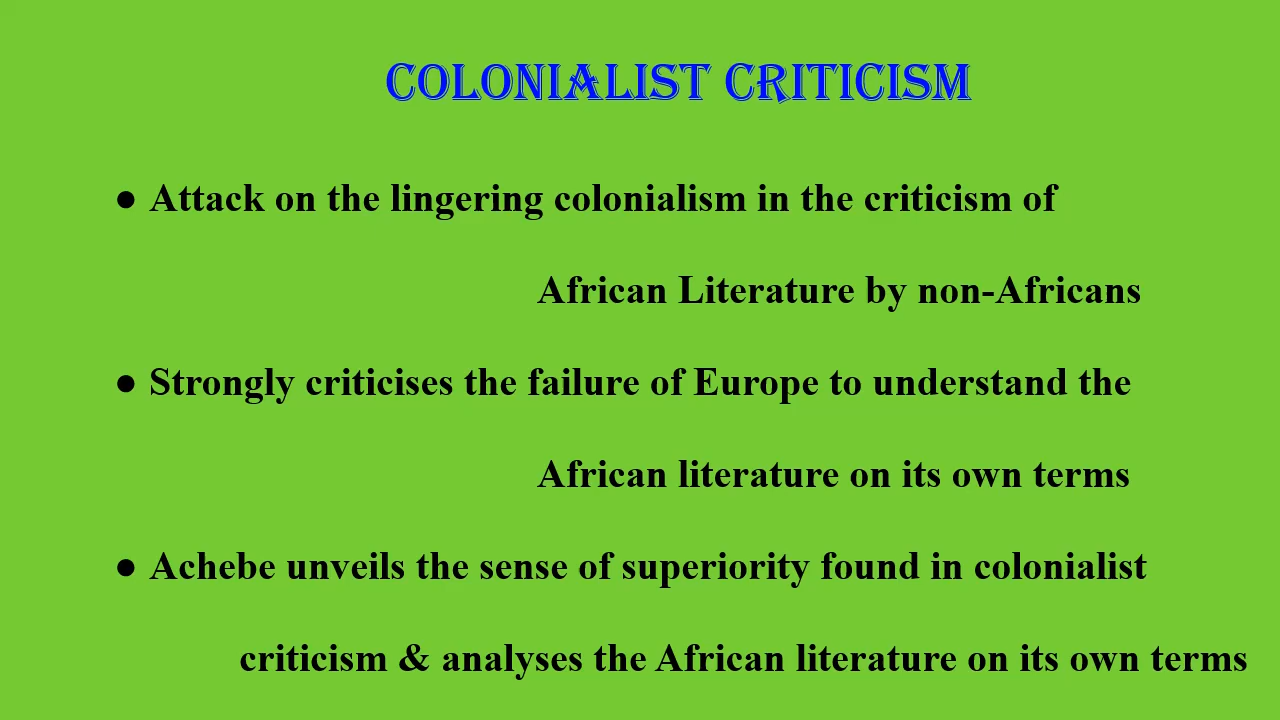 COLONIALIST CRITICISM
● Attack on the lingering colonialism in the criticism of
African Literature by non-Africans
● Strongly criticises the failure of Europe to understand the
African literature on its own terms
● Achebe unveils the sense of superiority found in colonialist
criticism & analyses the African literature on its own terms